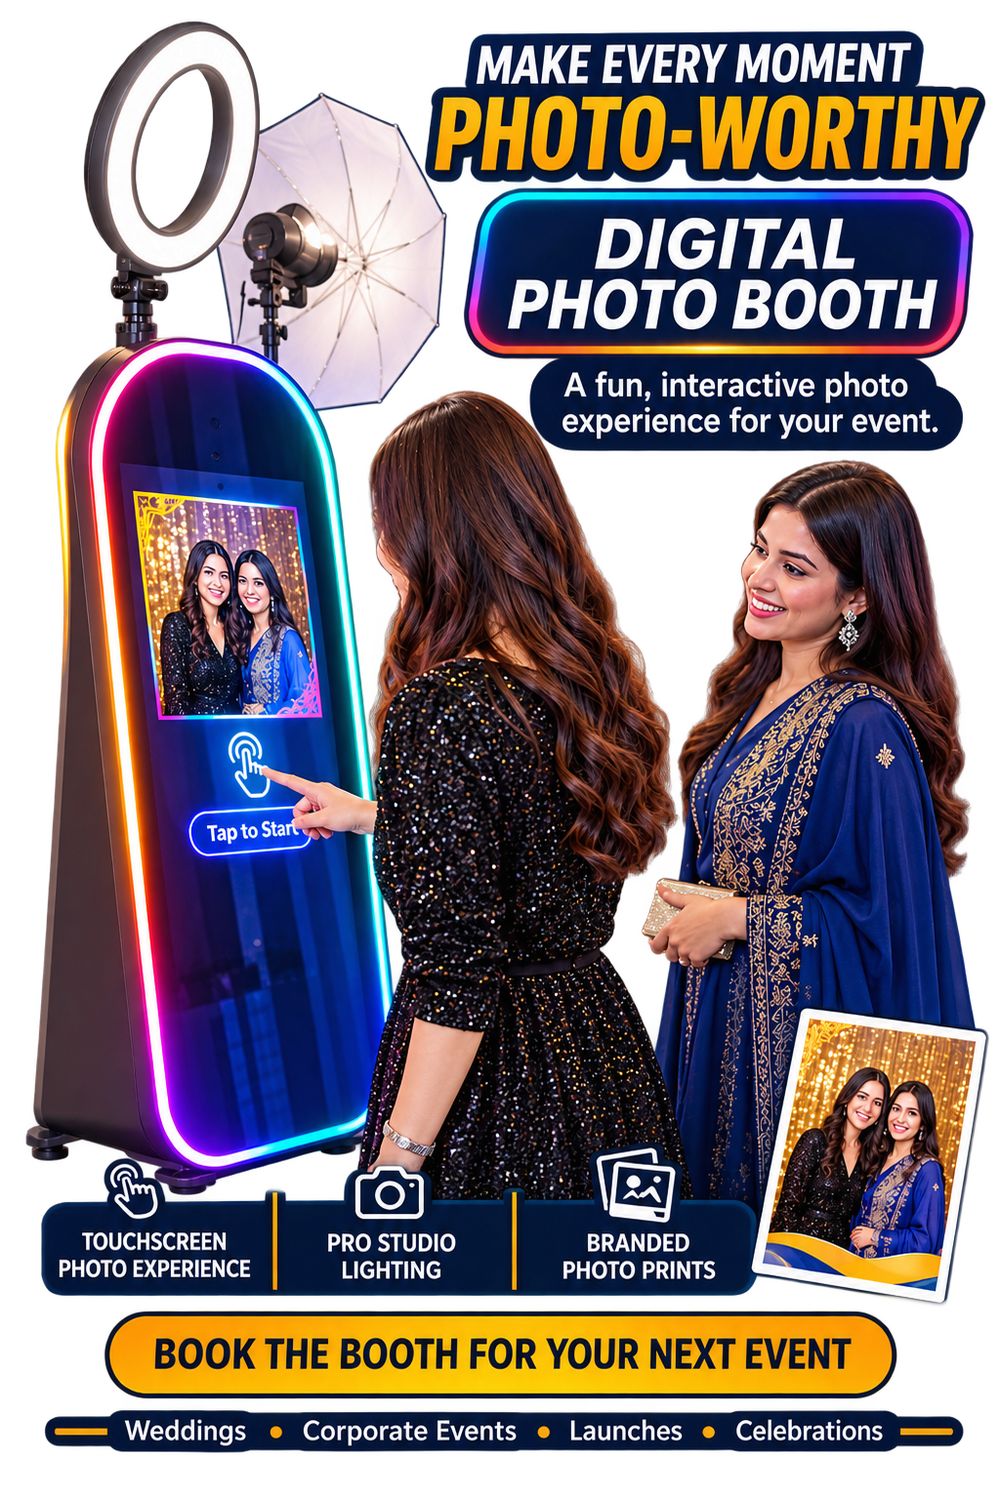 MAKE EVERY MOMENT
PHOTO-WORTHY
DIGITAL
PHOTO BOOTH
A fun, interactive photo
experience for your event.
Tap to Start
TOUCHSCREEN
PHOTO EXPERIENCE
PRO STUDIO
LIGHTING
BRANDED
PHOTO PRINTS
BOOK THE BOOTH FOR YOUR NEXT EVENT
Weddings • Corporate Events • Launches • Celebrations